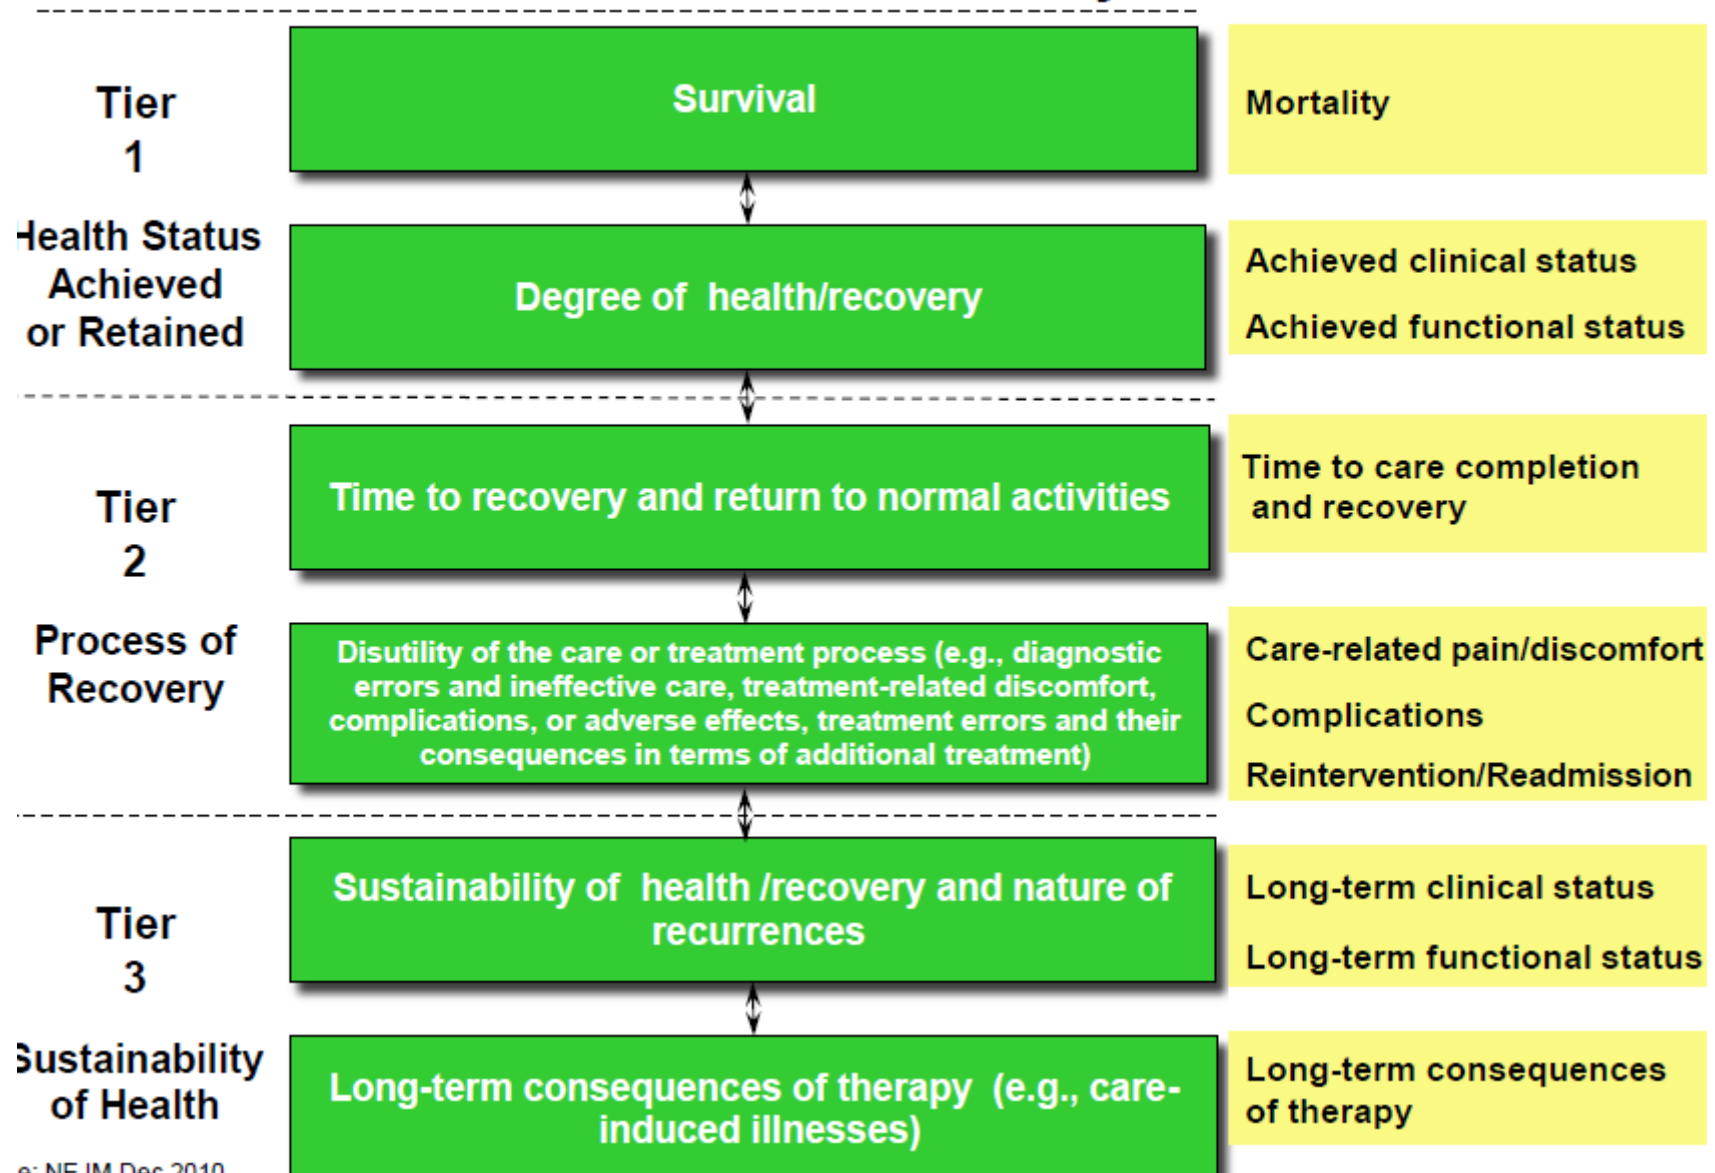 Tier
1
Survival
Mortality
Health Status
Achieved
or Retained
Degree of health/recovery
Achieved clinical status
Achieved functional status
Tier
2
Time to recovery and return to normal activities
Time to care completion
and recovery
Process of
Recovery
Disutility of the care or treatment process (e.g., diagnostic
errors and ineffective care, treatment-related discomfort,
complications, or adverse effects, treatment errors and their
consequences in terms of additional treatment)
Care-related pain/discomfort
Complications
Reintervention/Readmission
Tier
3
Sustainability of health /recovery and nature of
recurrences
Long-term clinical status
Long-term functional status
Sustainability
of Health
Long-term consequences of therapy (e.g., care-
induced illnesses)
Long-term consequences
of therapy
e: NEJM Dec 2010